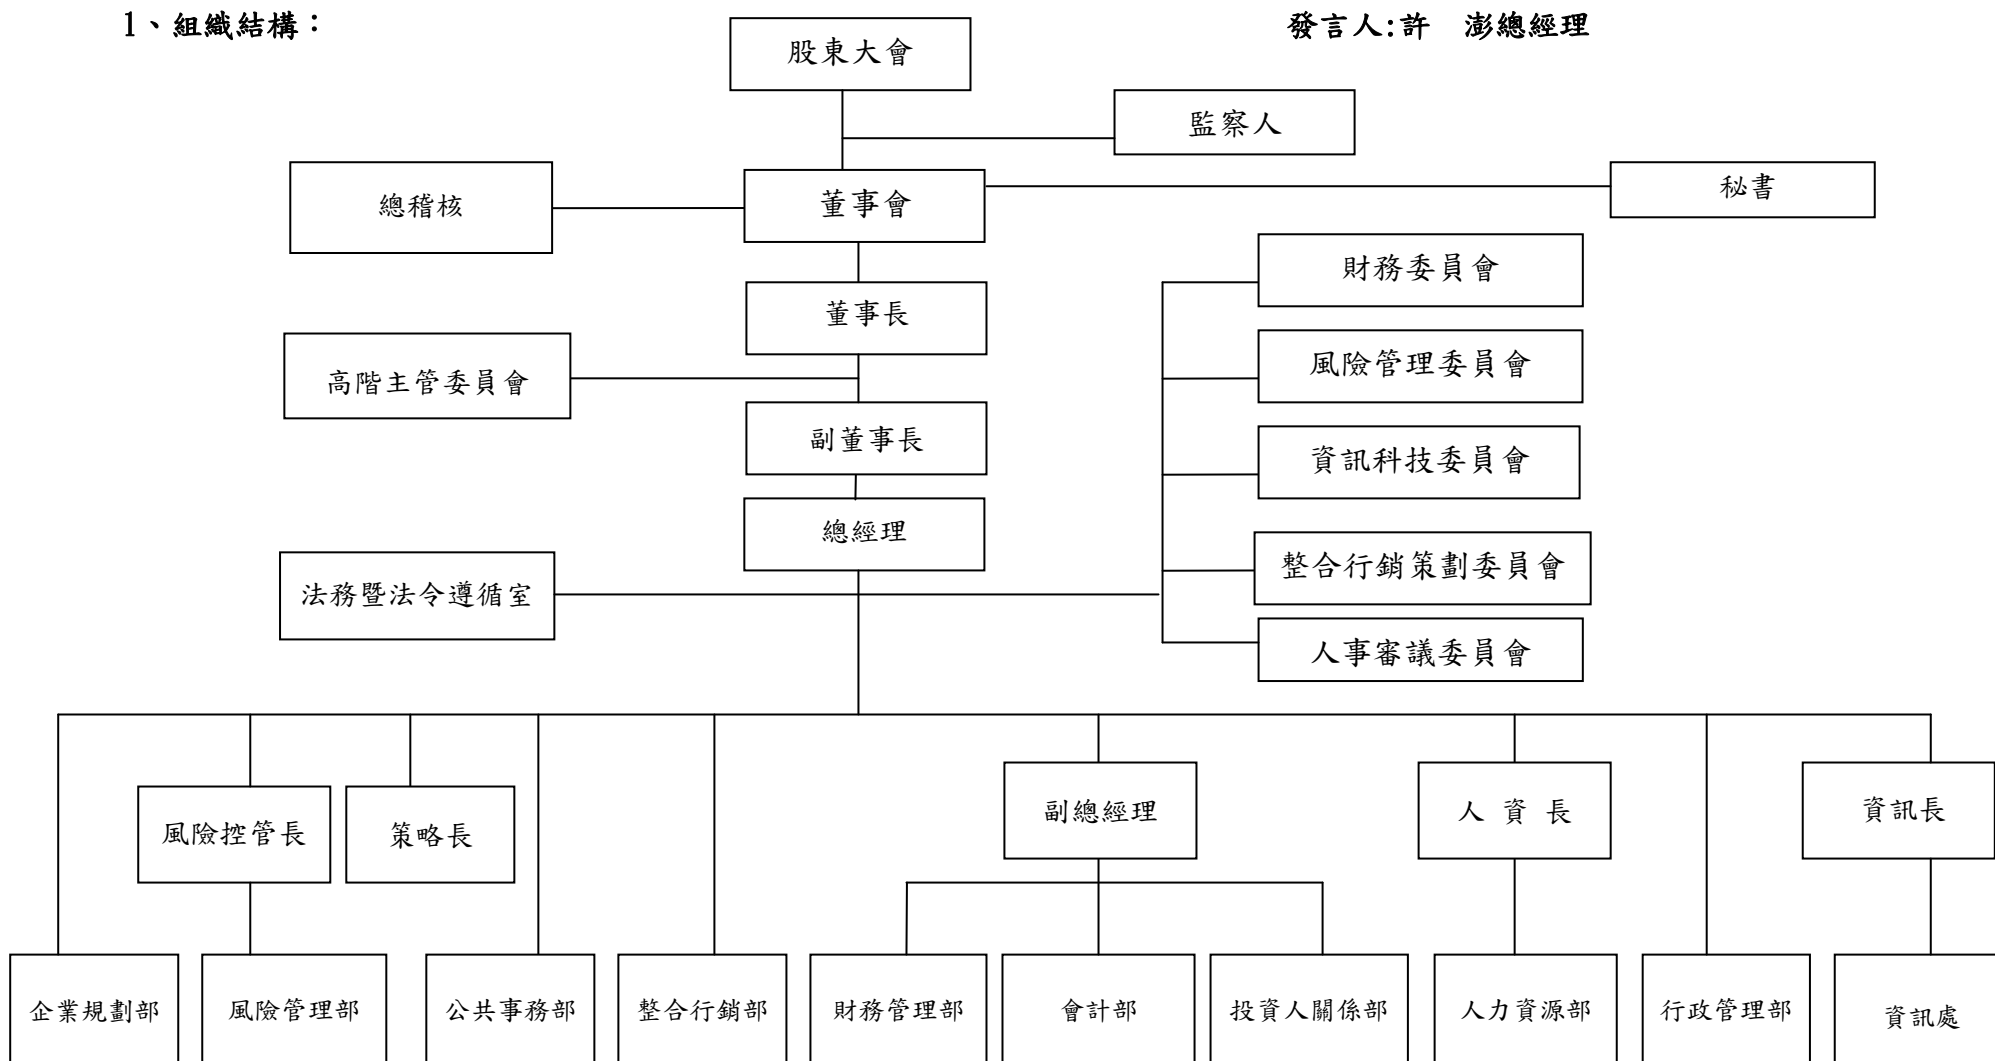 1、組織結構：
發言人:許　澎總經理
股東大會
監察人
總稽核
董事會
秘書
財務委員會
董事長
風險管理委員會
高階主管委員會
副董事長
資訊科技委員會
總經理
整合行銷策劃委員會
法務暨法令遵循室
人事審議委員會
風險控管長
策略長
副總經理
人 資 長
資訊長
企業規劃部
風險管理部
公共事務部
整合行銷部
財務管理部
會計部
投資人關係部
人力資源部
行政管理部
資訊處